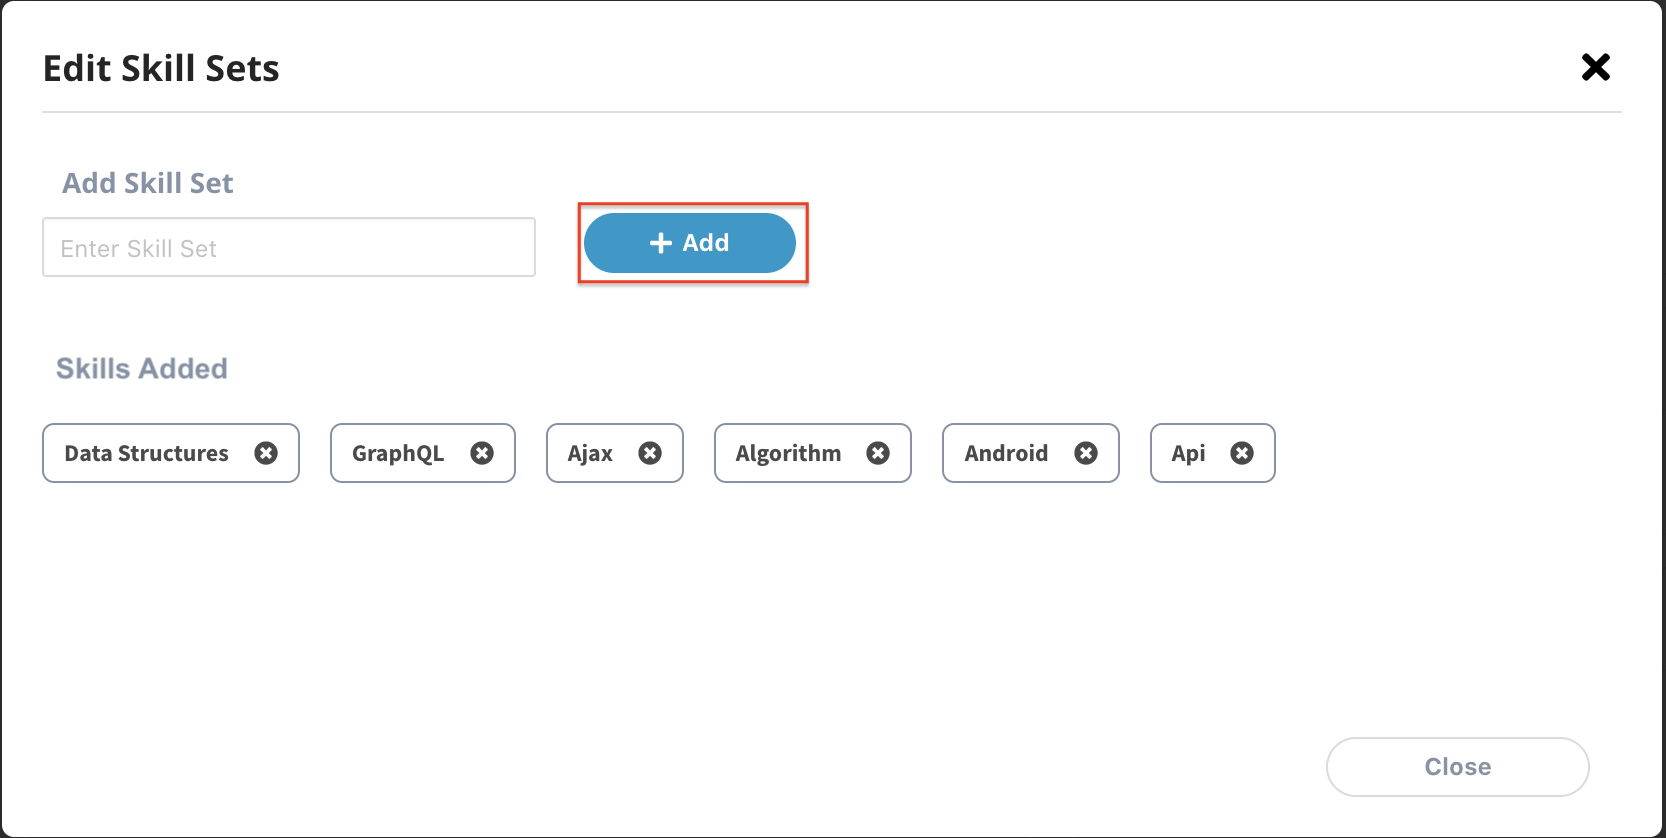 Edit Skill Sets
Add Skill Set
Enter Skill Set
Add
Skills Added
Data Structures GraphQL Ajax Algorithm Android Api
Close